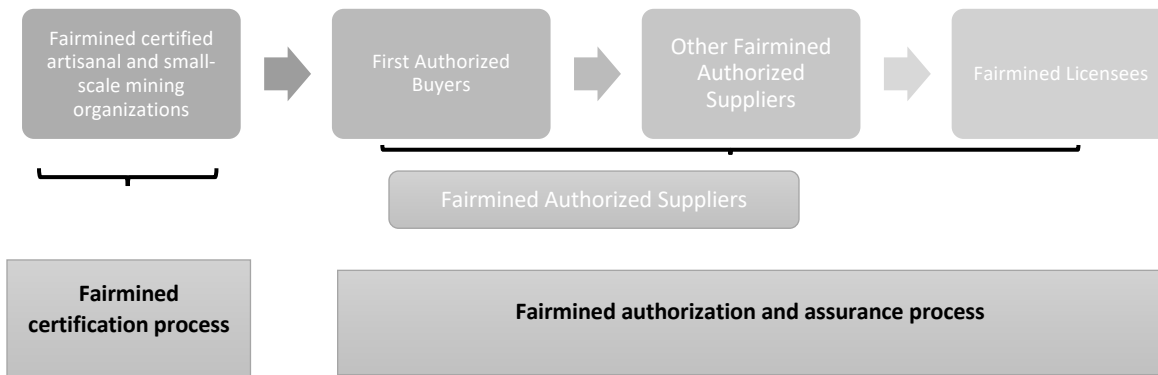 Fairmined certified
artisanal and small-
scale mining
organizations
First Authorized
Buyers
Other Fairmined
Authorized
Suppliers
Fairmined Licensees
Fairmined Authorized Suppliers
Fairmined
certification process
Fairmined authorization and assurance process